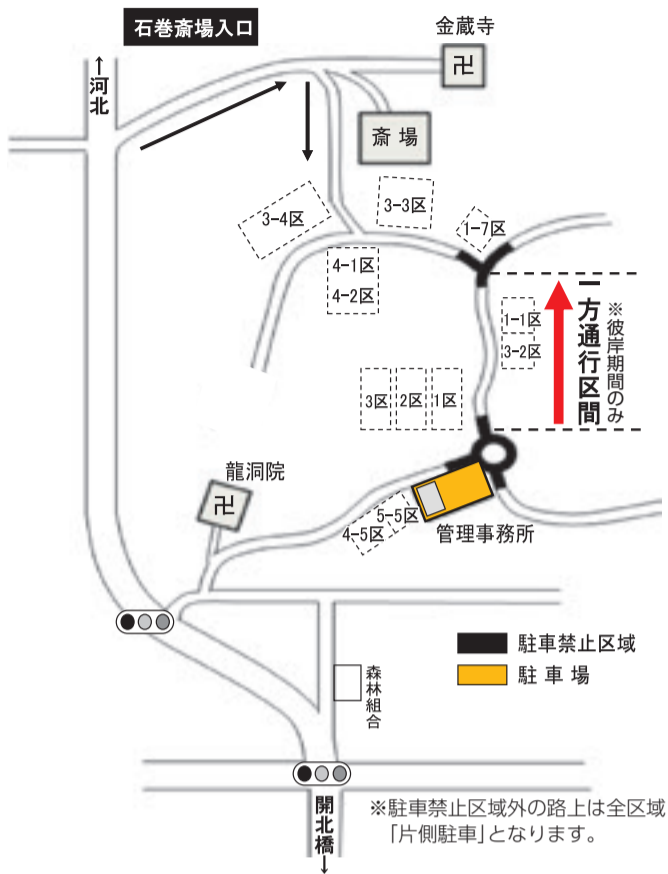 石巻斎場入口
金蔵寺
卍
↑河北
斎場
3-4区
3-3区
1-7区
4-1区
4-2区
1-1区
3-2区
一方通行区間
※彼岸期間のみ
3区
2区
1区
龍洞院
卍
5-5区
4-5区
管理事務所
駐車禁止区域
駐車場
森林組合
開北橋↓
※駐車禁止区域外の路上は全区域
「片側駐車」となります。